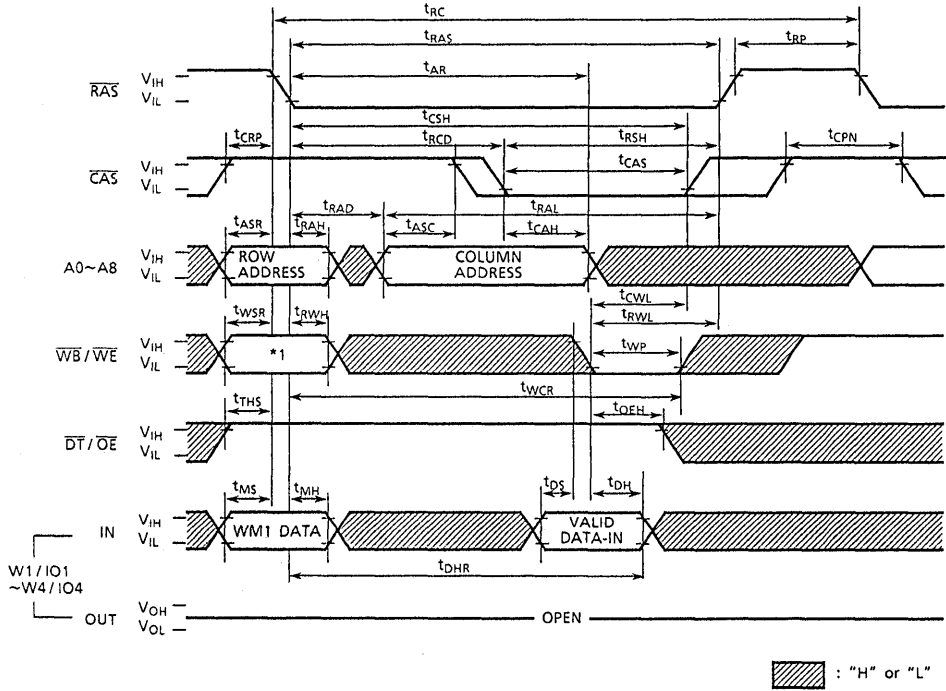 tRC
tRAS
tRP
tAR
RAS VIH
VIL
tCSH
tCRP tRCD tRSH tCPN
CAS VIH
VIL
tCAS
tRAD tRAL
tASR tRAH tASC tCAH
A0~A8 VIH
VIL
ROW
ADDRESS
COLUMN
ADDRESS
tCWL
tWSR tRWH tRWL
WB/WE VIH
VIL
*1
tWP
tWCR
tTHS tOEH
DT/OE VIH
VIL
tMS tMH tDS tDH
IN VIH
VIL
WM1 DATA
VALID
DATA-IN
tDHR
W1/IO1
~W4/IO4
OUT VOH
VOL
OPEN
: "H" or "L"